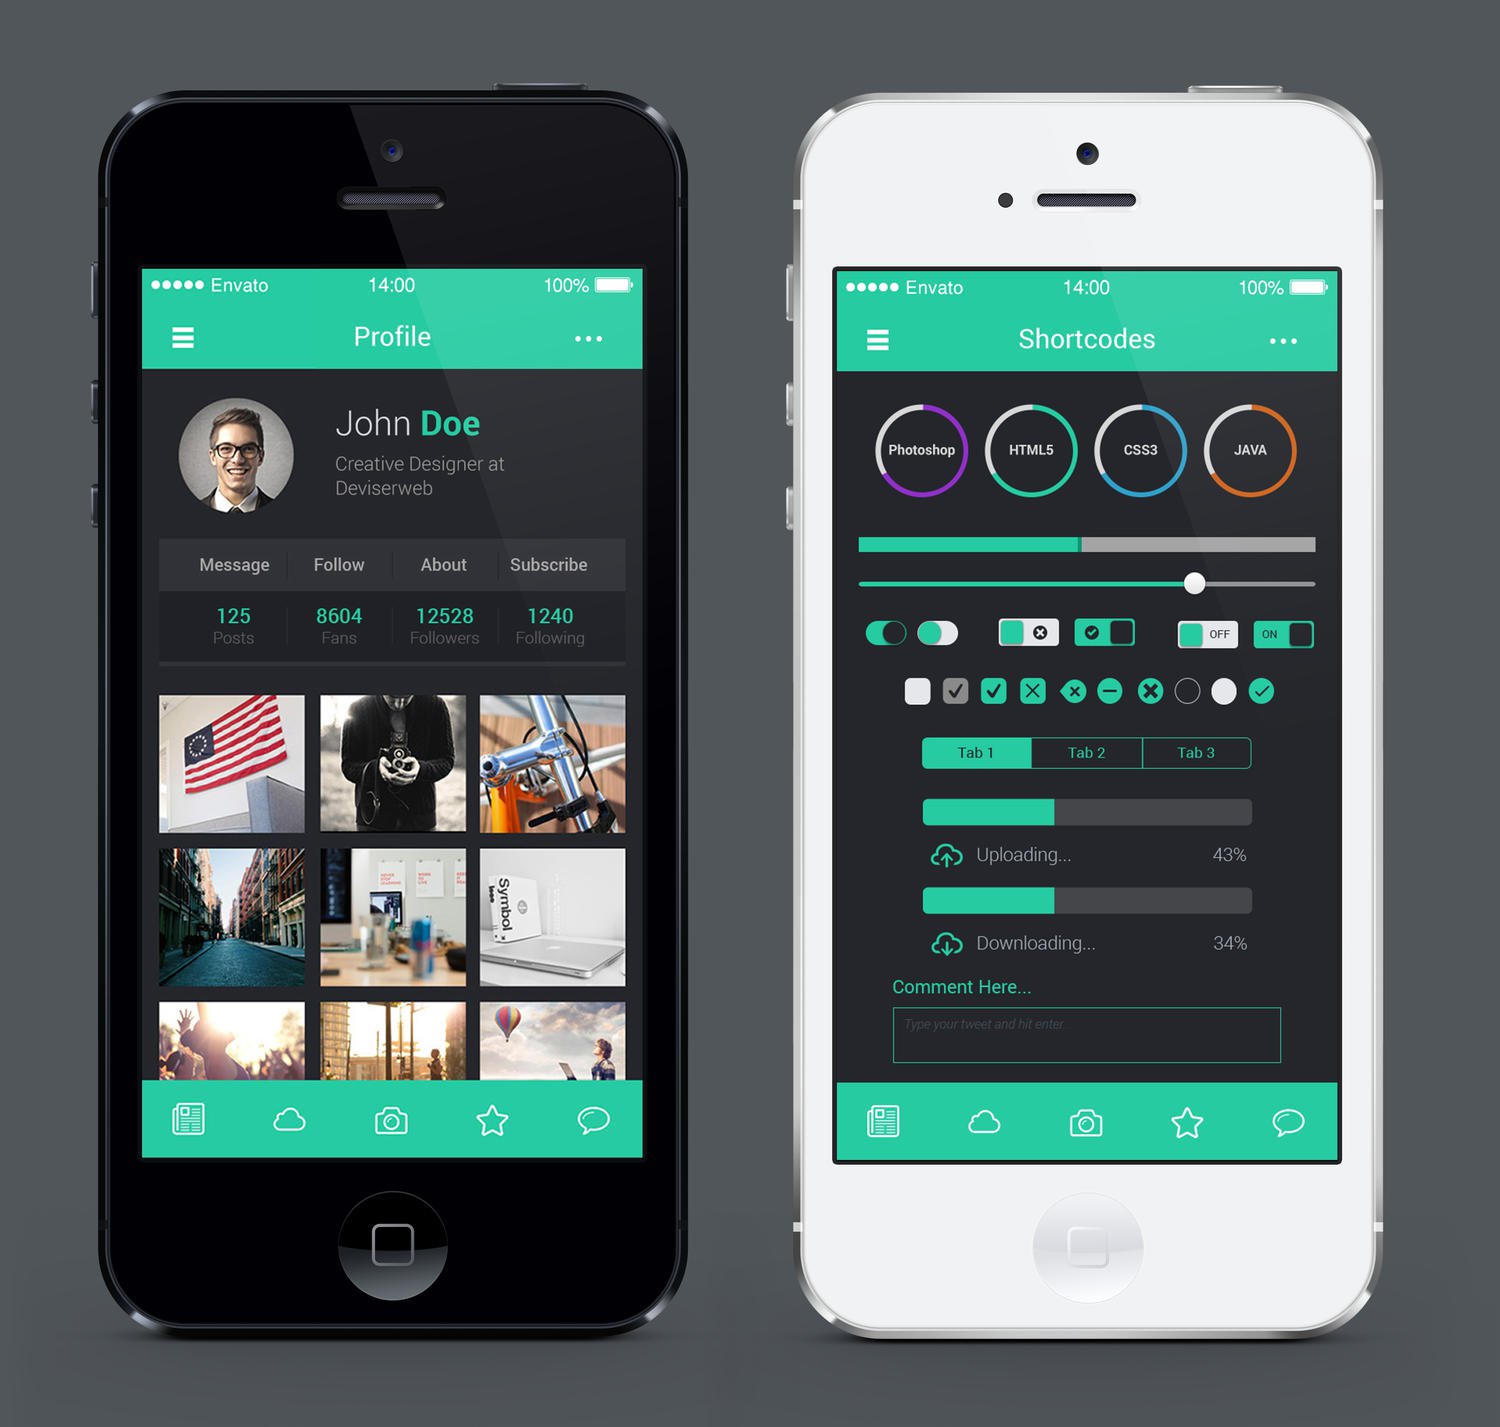 Envato 14:00 100%
Profile
John Doe
Creative Designer at
Deviserweb
Message Follow About Subscribe
125 8604 12528 1240
Posts Fans Followers Following
Symbol
Envato 14:00 100%
Shortcodes
Photoshop HTML5 CSS3 JAVA
OFF ON
Tab 1 Tab 2 Tab 3
Uploading... 43%
Downloading... 34%
Comment Here...
Type your tweet and hit enter...